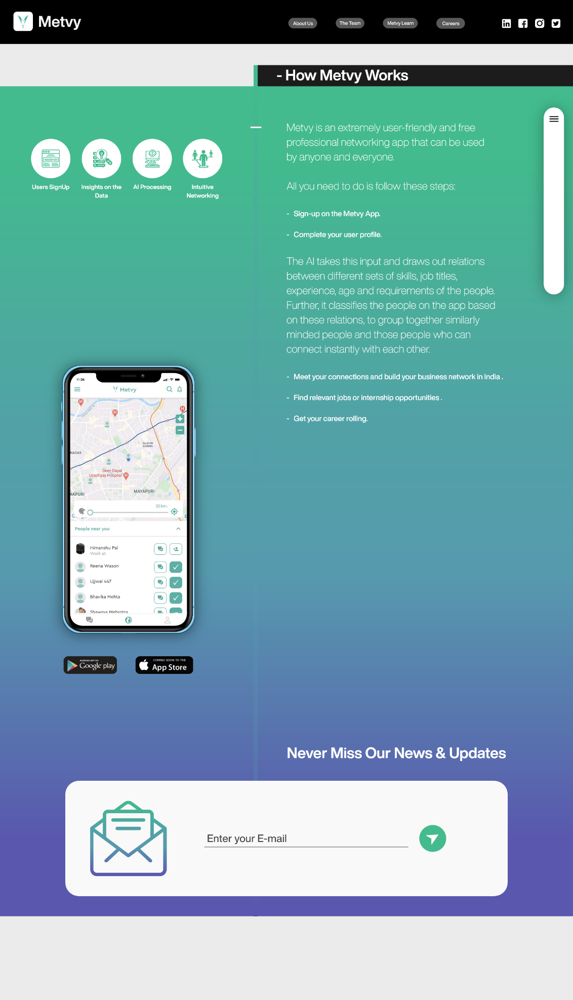 Metvy
About Us
The Team
Metvy Learn
Careers
- How Metvy Works
Users SignUp
Insights on the
Data
AI Processing
Intuitive
Networking
Metvy is an extremely user-friendly and free
professional networking app that can be used
by anyone and everyone.
All you need to do is follow these steps:
- Sign-up on the Metvy App.
- Complete your user profile.
The AI takes this input and draws out relations
between different sets of skills, job titles,
experience, age and requirements of the people.
Further, it classifies the people on the app based
on these relations, to group together similarly
minded people and those people who can
connect instantly with each other.
- Meet your connections and build your business network in India .
- Find relevant jobs or internship opportunities .
- Get your career rolling.
11:04
Metvy
RAJOURI
GARDEN
NAGAR
Deen Dayal
Upadhyay Hospital
AKPURI
MAYAPURI
30 km.
People near you
Himanshu Pal
Work at
Reena Wason
Ujjwal 447
Bhavika Mehta
Shawrya Mehrotra
ANDROID APP ON
Google play
COMING SOON TO THE
App Store
Never Miss Our News & Updates
Enter your E-mail